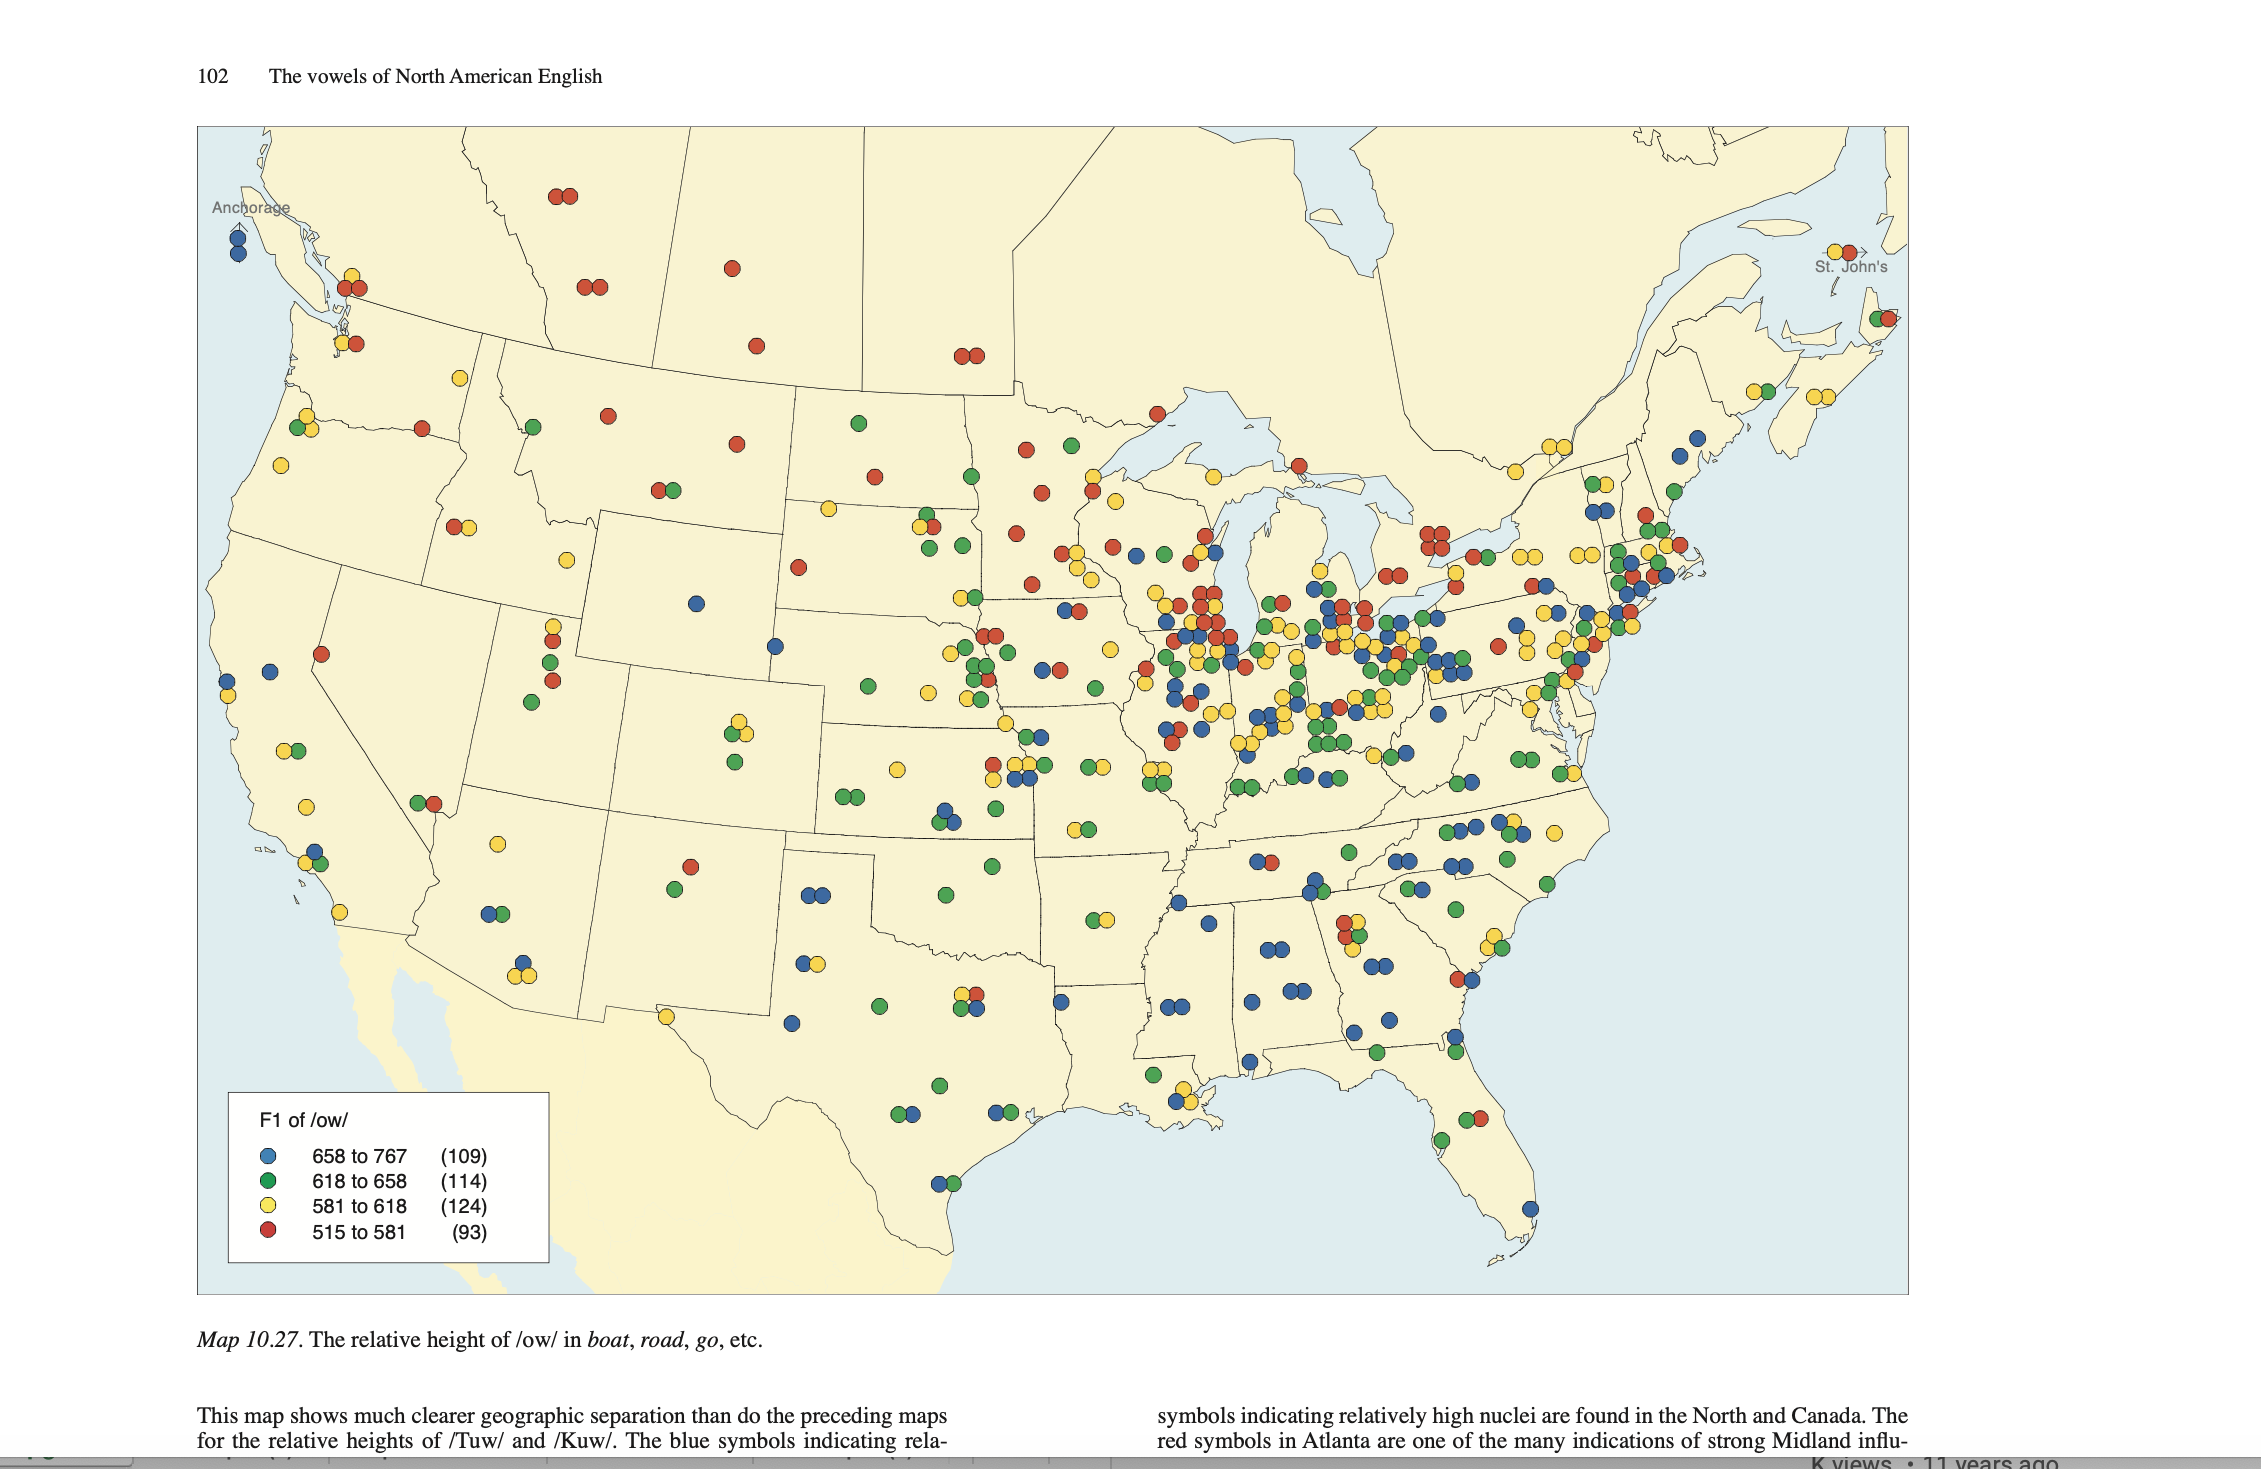 102 The vowels of North American English
Anchorage
St. John's
F1 of /ow/
658 to 767 (109)
618 to 658 (114)
581 to 618 (124)
515 to 581 (93)
Map 10.27. The relative height of /ow/ in boat, road, go, etc.
This map shows much clearer geographic separation than do the preceding maps
for the relative heights of /Tuw/ and /Kuw/. The blue symbols indicating rela-
symbols indicating relatively high nuclei are found in the North and Canada. The
red symbols in Atlanta are one of the many indications of strong Midland influ-
K views • 11 years ago